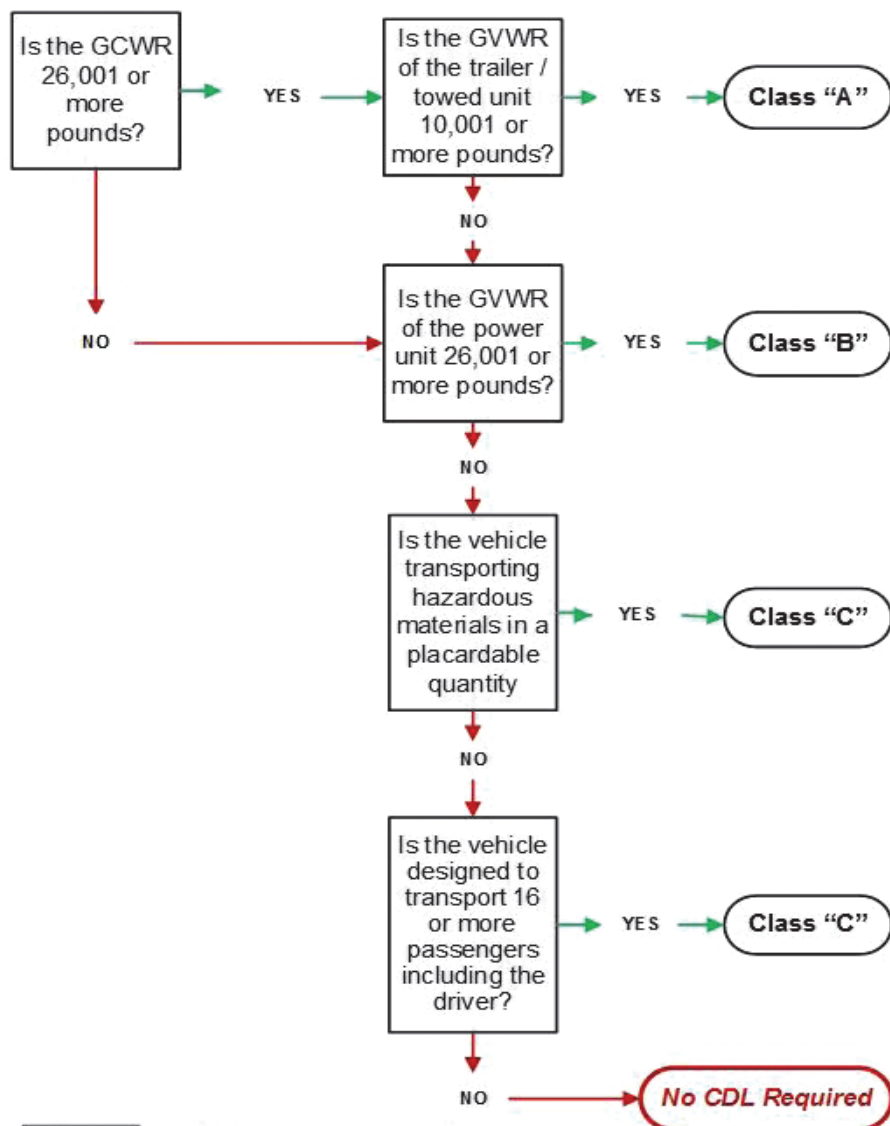 Is the GCWR
26,001 or
more
pounds?
YES
Is the GVWR
of the trailer /
towed unit
10,001 or
more pounds?
YES
Class “A”
NO
NO
Is the GVWR
of the power
unit 26,001 or
more pounds?
YES
Class “B”
NO
Is the vehicle
transporting
hazardous
materials in a
placardable
quantity
YES
Class “C”
NO
Is the vehicle
designed to
transport 16
or more
passengers
including the
driver?
YES
Class “C”
NO
No CDL Required